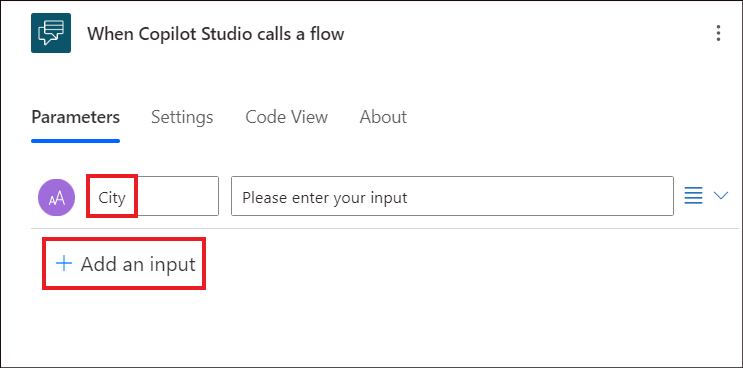 When Copilot Studio calls a flow
Parameters Settings Code View About
AA City Please enter your input
+ Add an input